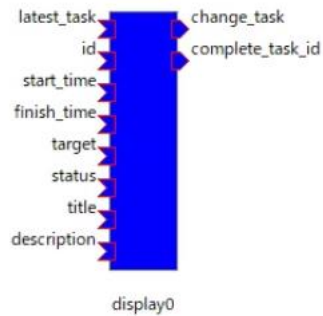 latest_task
id
start_time
finish_time
target
status
title
description
change_task
complete_task_id
display0